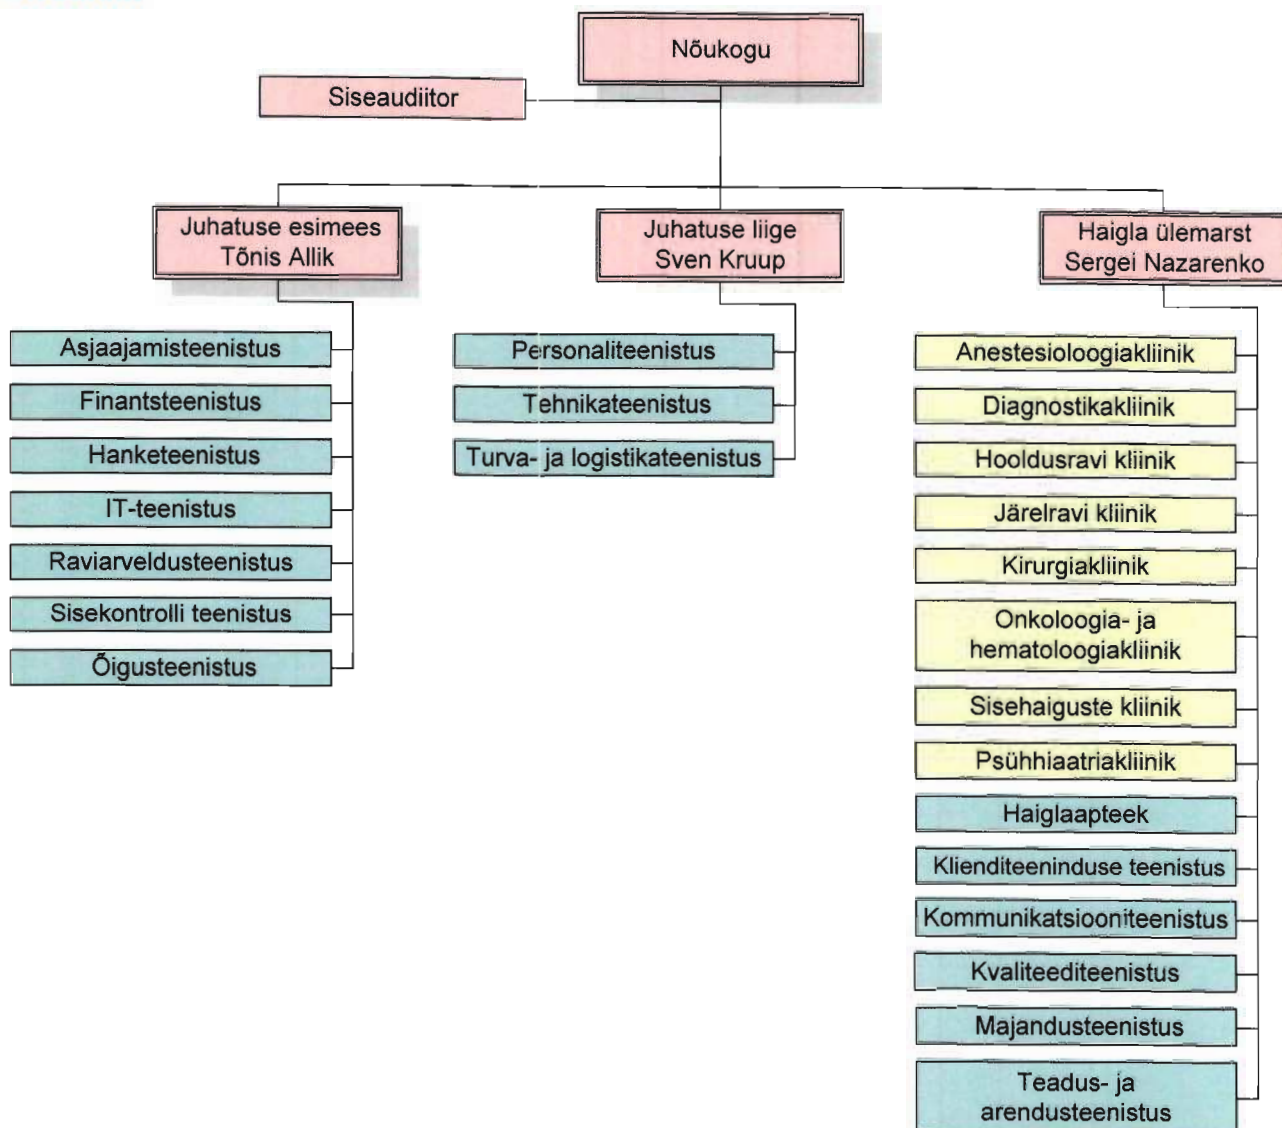 Nõukogu
Siseaudiitor
Juhatuse esimees
Tõnis Allik
Juhatuse liige
Sven Kruup
Haigla ülemarst
Sergei Nazarenko
Asjaajamisteenistus
Finantsteenistus
Hanketeenistus
IT-teenistus
Raviarveldusteenistus
Sisekontrolli teenistus
Õigusteenistus
Personaliteenistus
Tehnikateenistus
Turva- ja logistikateenistus
Anestesioloogiakliinik
Diagnostikakliinik
Hooldusravi kliinik
Järelravi kliinik
Kirurgiakliinik
Onkoloogia- ja
hematoloogiakliinik
Sisehaiguste kliinik
Psühhiaatriakliinik
Haiglaapteek
Klienditeeninduse teenistus
Kommunikatsiooniteenistus
Kvaliteediteenistus
Majandusteenistus
Teadus- ja
arendusteenistus